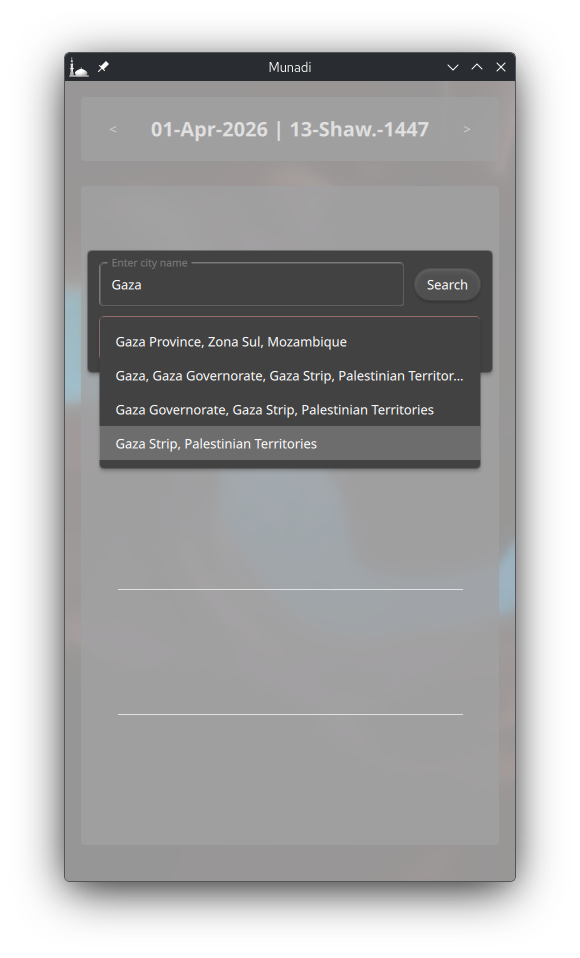 Munadi
< 01-Apr-2026 | 13-Shaw.-1447 >
Enter city name
Gaza
Search
Gaza Province, Zona Sul, Mozambique
Gaza, Gaza Governorate, Gaza Strip, Palestinian Territor...
Gaza Governorate, Gaza Strip, Palestinian Territories
Gaza Strip, Palestinian Territories